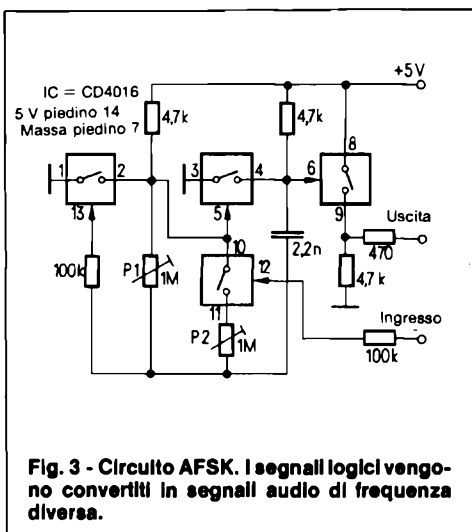 IC = CD4016
5 V piedino 14
Massa piedino 7
+5V
4,7k
4,7k
8
1
2
3
4
6
13
5
9
Uscita
10
2,2n
470
12
100k
P1
1M
4,7 k
11
Ingresso
P2
1M
100k
Fig. 3 - Circuito AFSK. I segnali logici vengo-
no convertiti in segnali audio di frequenza
diversa.